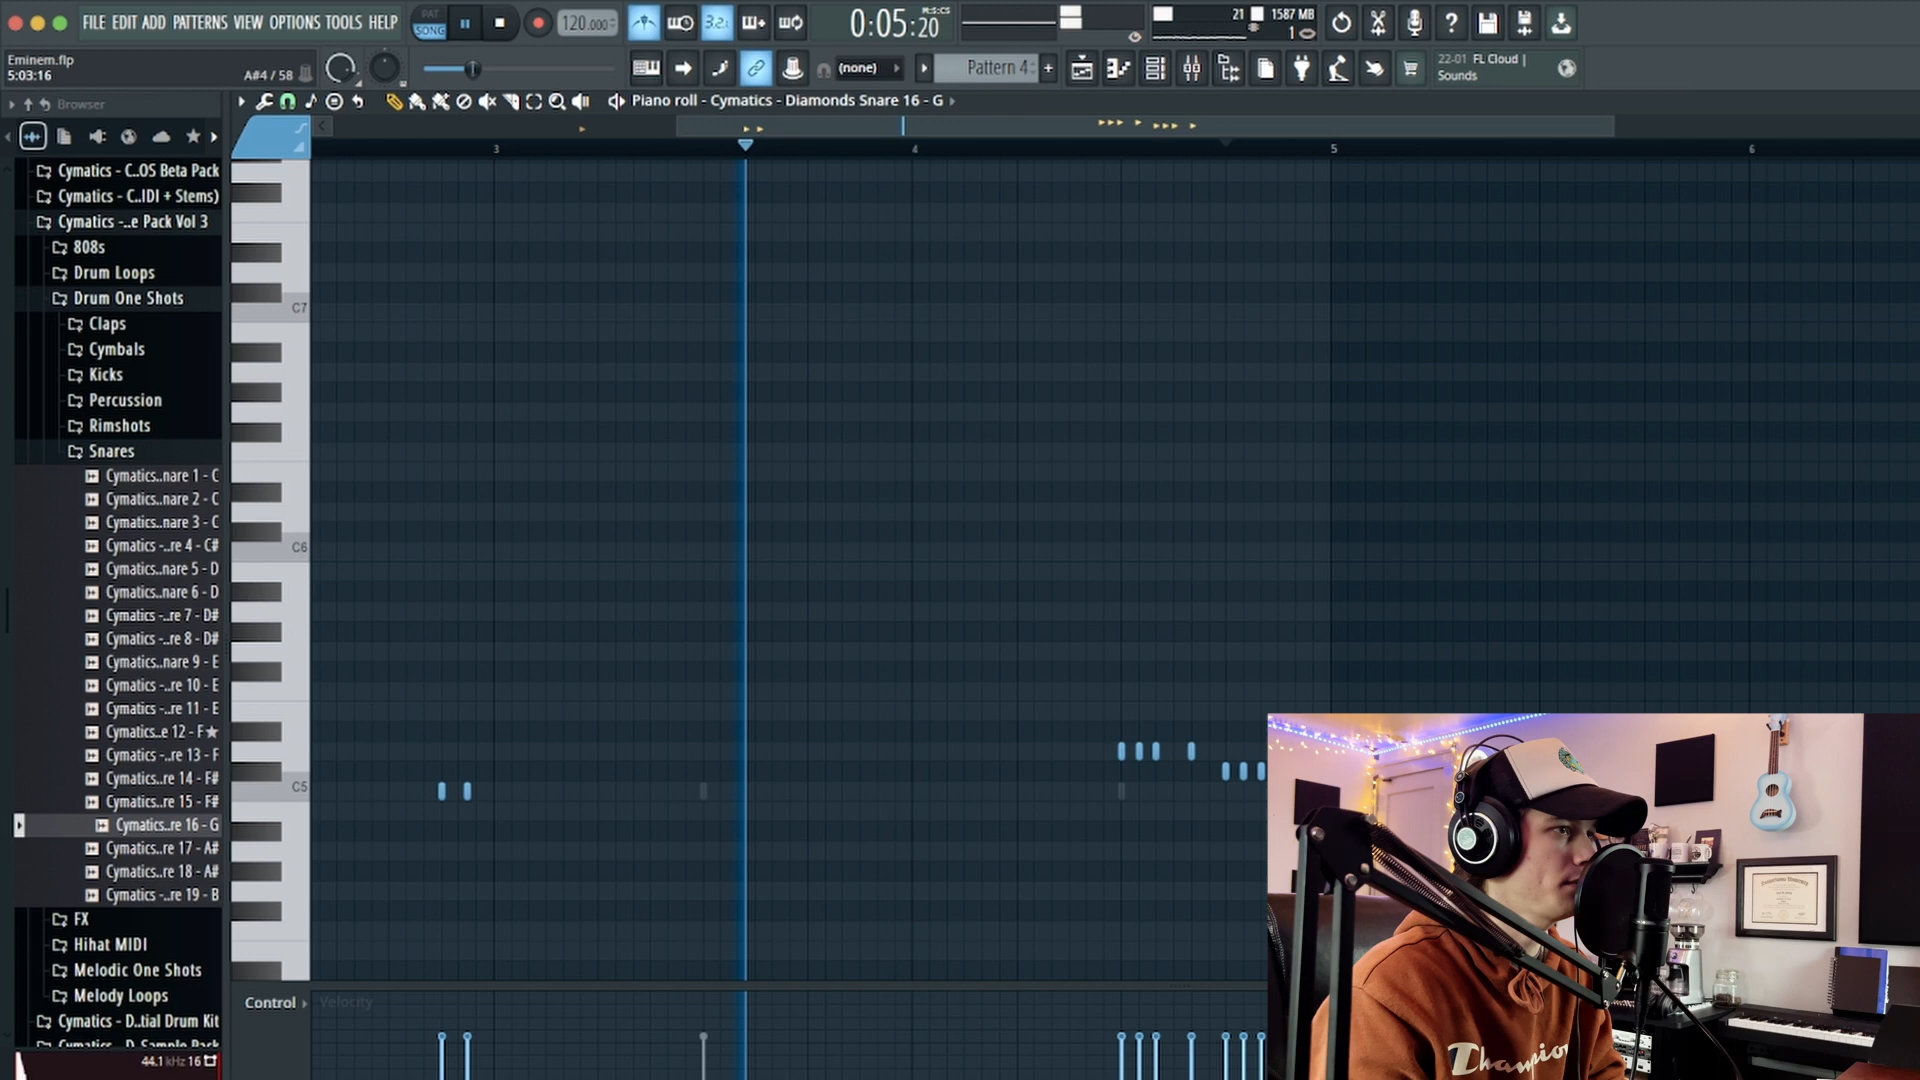 FILE EDIT ADD PATTERNS VIEW OPTIONS TOOLS HELP
PAT
SONG
120.000
3.2:
0:05:20
M:S:CS
21
1587 MB
1
Eminem.flp
5:03:16
A#4 / 58
(none)
Pattern 4
22-01 FL Cloud |
Sounds
Browser
Piano roll - Cymatics - Diamonds Snare 16 - G
3
4
5
6
Cymatics - C..OS Beta Pack
Cymatics - C..IDI + Stems)
Cymatics -..e Pack Vol 3
808s
Drum Loops
Drum One Shots
Claps
Cymbals
Kicks
Percussion
Rimshots
Snares
Cymatics..nare 1 - C
Cymatics..nare 2 - C
Cymatics..nare 3 - C
Cymatics -..re 4 - C#
Cymatics..nare 5 - D
Cymatics..nare 6 - D
Cymatics -..re 7 - D#
Cymatics -..re 8 - D#
Cymatics..nare 9 - E
Cymatics -..re 10 - E
Cymatics -..re 11 - E
Cymatics..e 12 - F
Cymatics -..re 13 - F
Cymatics..re 14 - F#
Cymatics..re 15 - F#
Cymatics..re 16 - G
Cymatics..re 17 - A#
Cymatics..re 18 - A#
Cymatics -..re 19 - B
FX
Hihat MIDI
Melodic One Shots
Melody Loops
Cymatics - D..tial Drum Kit
Cymatics - D..Sample Pack
44.1 kHz 16
C7
C6
C5
Control
Velocity
Champion